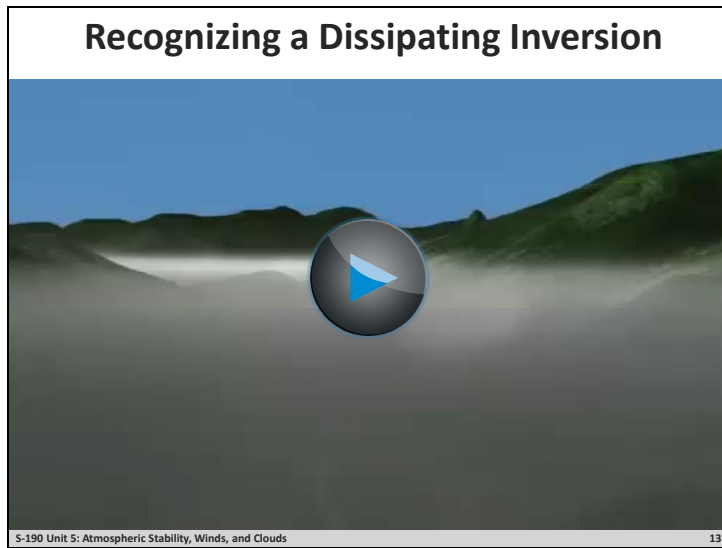 Recognizing a Dissipating Inversion
S-190 Unit 5: Atmospheric Stability, Winds, and Clouds 13